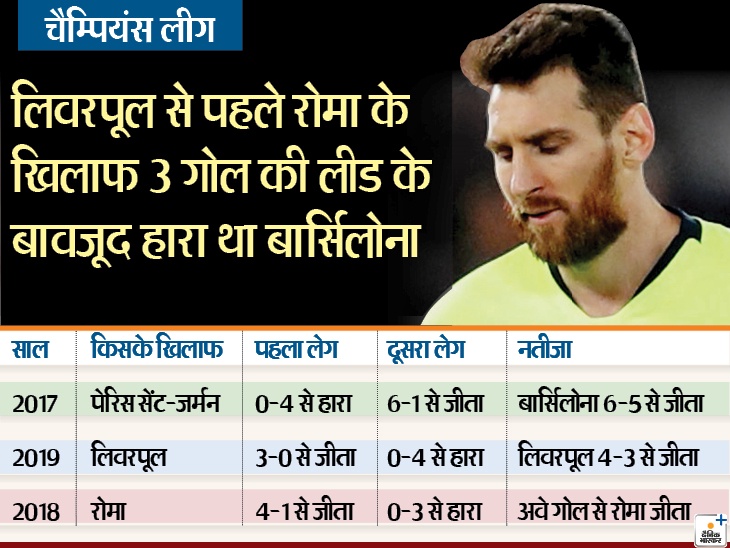 चैम्पियंस लीग
लिवरपूल से पहले रोमा के
खिलाफ 3 गोल की लीड के
बावजूद हारा था बार्सिलोना
साल किसके खिलाफ पहला लेग दूसरा लेग नतीजा
2017 पेरिस सेंट-जर्मन 0-4 से हारा 6-1 से जीता बार्सिलोना 6-5 से जीता
2019 लिवरपूल 3-0 से जीता 0-4 से हारा लिवरपूल 4-3 से जीता
2018 रोमा 4-1 से जीता 0-3 से हारा अवे गोल से रोमा जीता
दैनिक
भास्कर